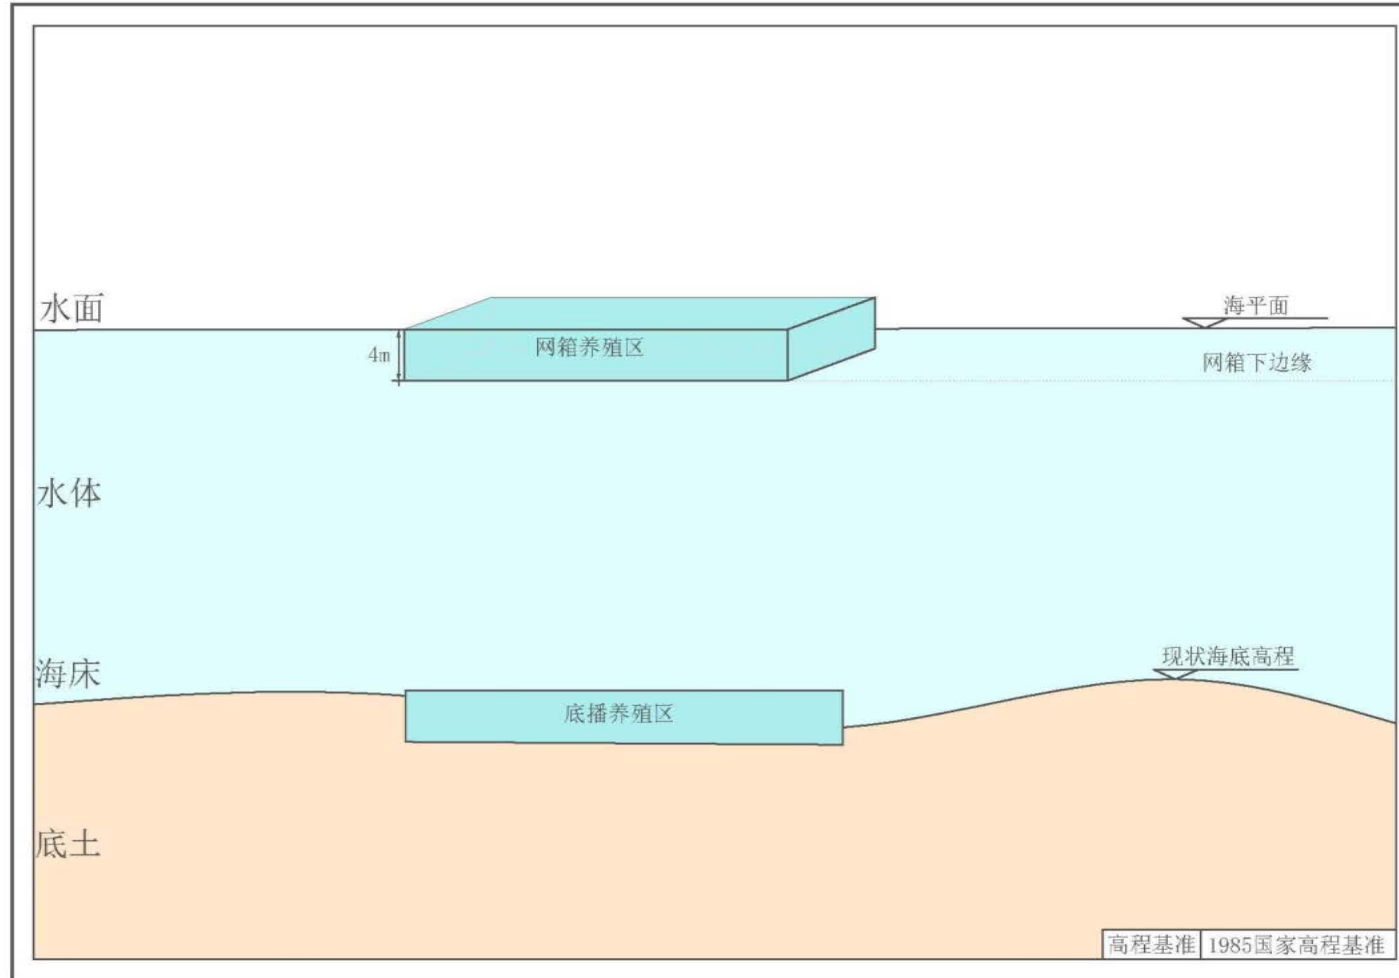 水面
海平面
4m
网箱养殖区
网箱下边缘
水体
海床
现状海底高程
底播养殖区
底土
高程基准 1985国家高程基准